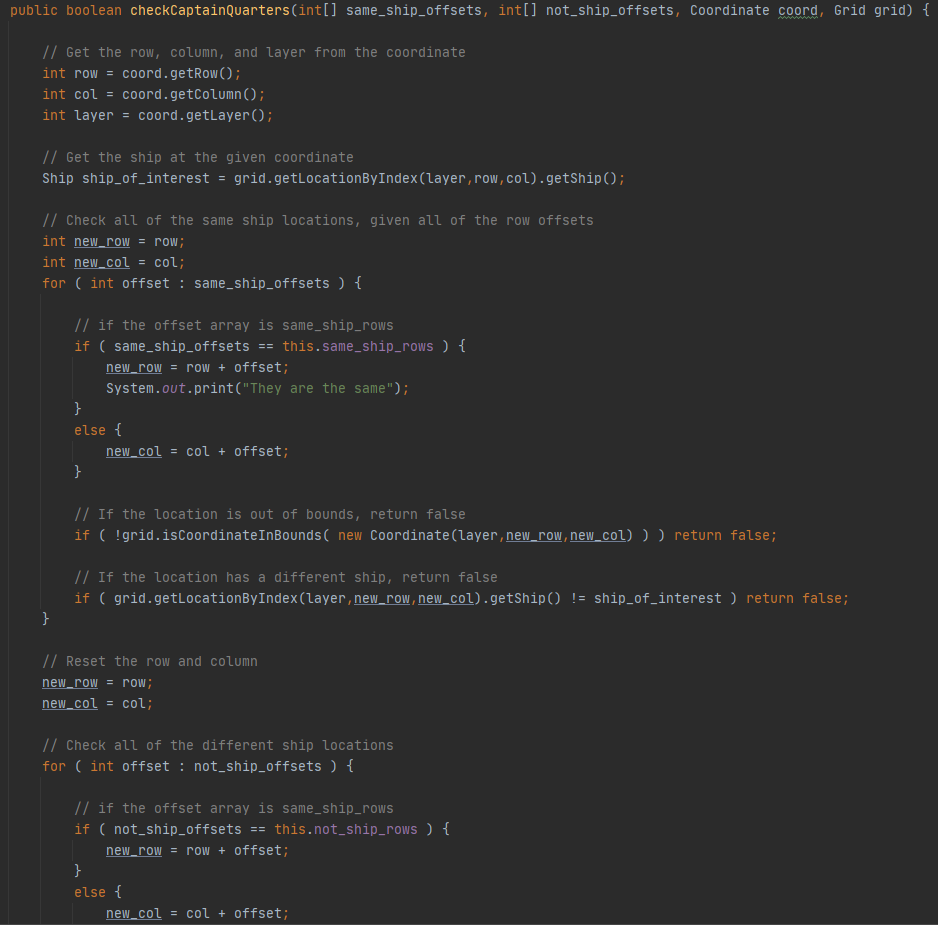 public boolean checkCaptainQuarters(int[] same_ship_offsets, int[] not_ship_offsets, Coordinate coord, Grid grid) {
// Get the row, column, and layer from the coordinate
int row = coord.getRow();
int col = coord.getColumn();
int layer = coord.getLayer();
// Get the ship at the given coordinate
Ship ship_of_interest = grid.getLocationByIndex(layer,row,col).getShip();
// Check all of the same ship locations, given all of the row offsets
int new_row = row;
int new_col = col;
for ( int offset : same_ship_offsets ) {
// if the offset array is same_ship_rows
if ( same_ship_offsets == this.same_ship_rows ) {
new_row = row + offset;
System.out.print("They are the same");
}
else {
new_col = col + offset;
}
// If the location is out of bounds, return false
if ( !grid.isCoordinateInBounds( new Coordinate(layer,new_row,new_col) ) ) return false;
// If the location has a different ship, return false
if ( grid.getLocationByIndex(layer,new_row,new_col).getShip() != ship_of_interest ) return false;
}
// Reset the row and column
new_row = row;
new_col = col;
// Check all of the different ship locations
for ( int offset : not_ship_offsets ) {
// if the offset array is same_ship_rows
if ( not_ship_offsets == this.not_ship_rows ) {
new_row = row + offset;
}
else {
new_col = col + offset;